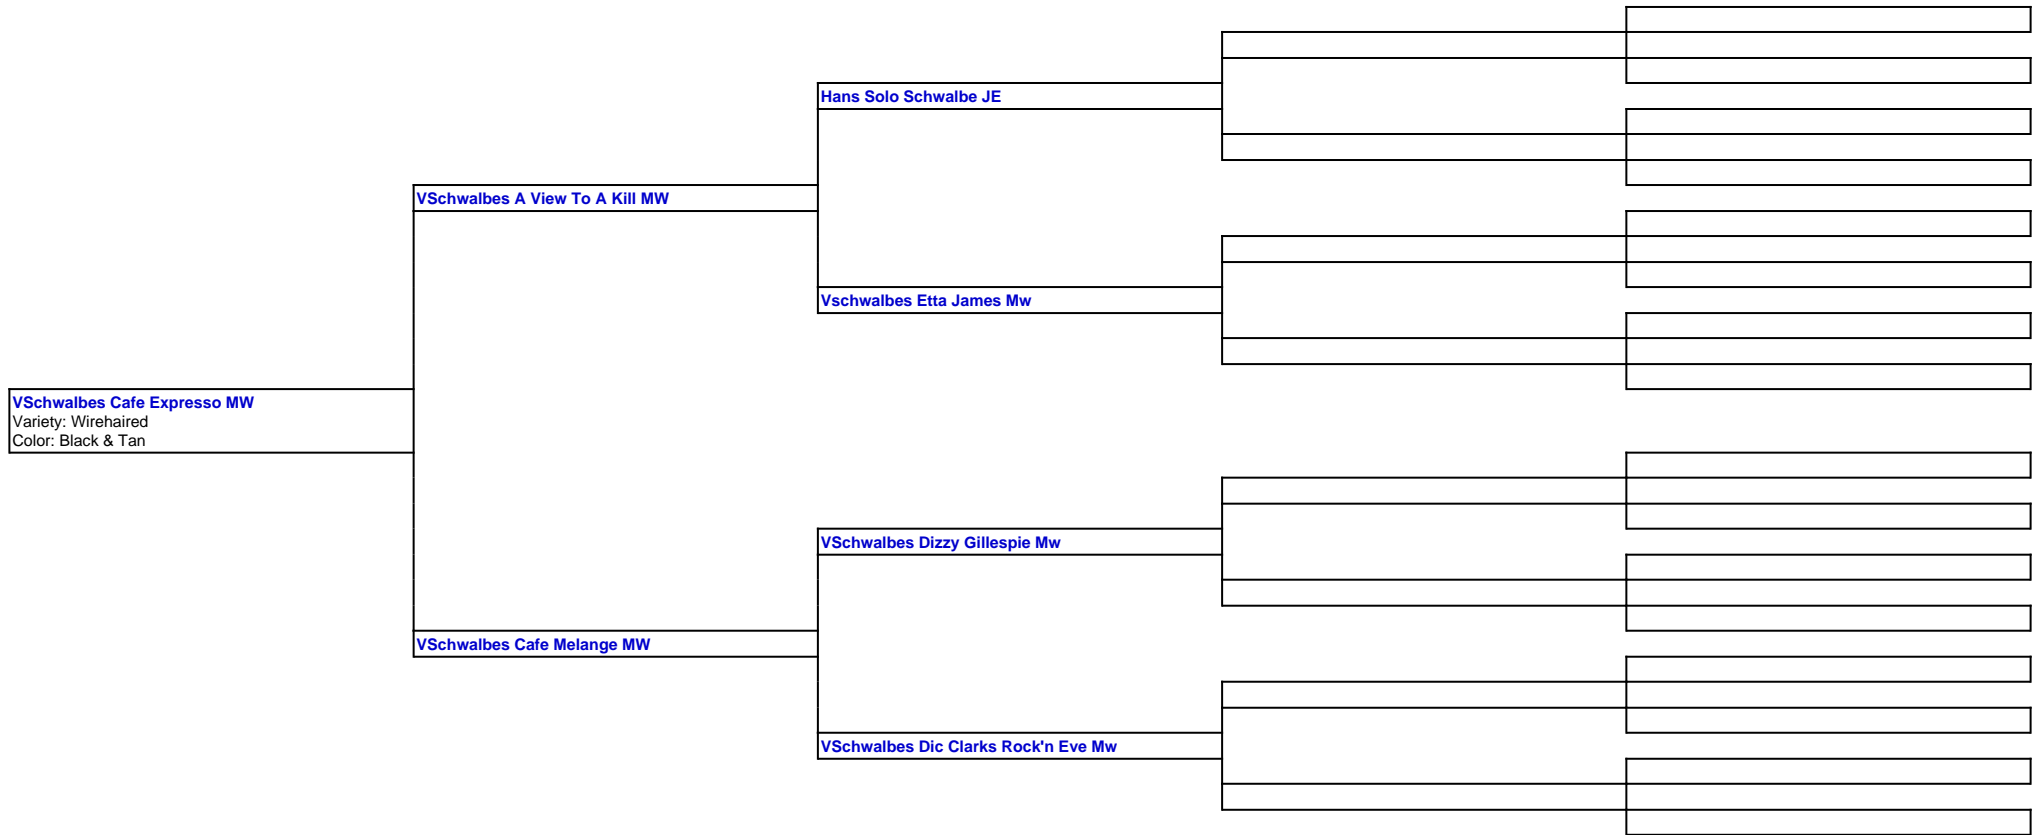 Hans Solo Schwalbe JE
VSchwalbes A View To A Kill MW
Vschwalbes Etta James Mw
VSchwalbes Cafe Expresso MW
Variety: Wirehaired
Color: Black & Tan
VSchwalbes Dizzy Gillespie Mw
VSchwalbes Cafe Melange MW
VSchwalbes Dic Clarks Rock'n Eve Mw